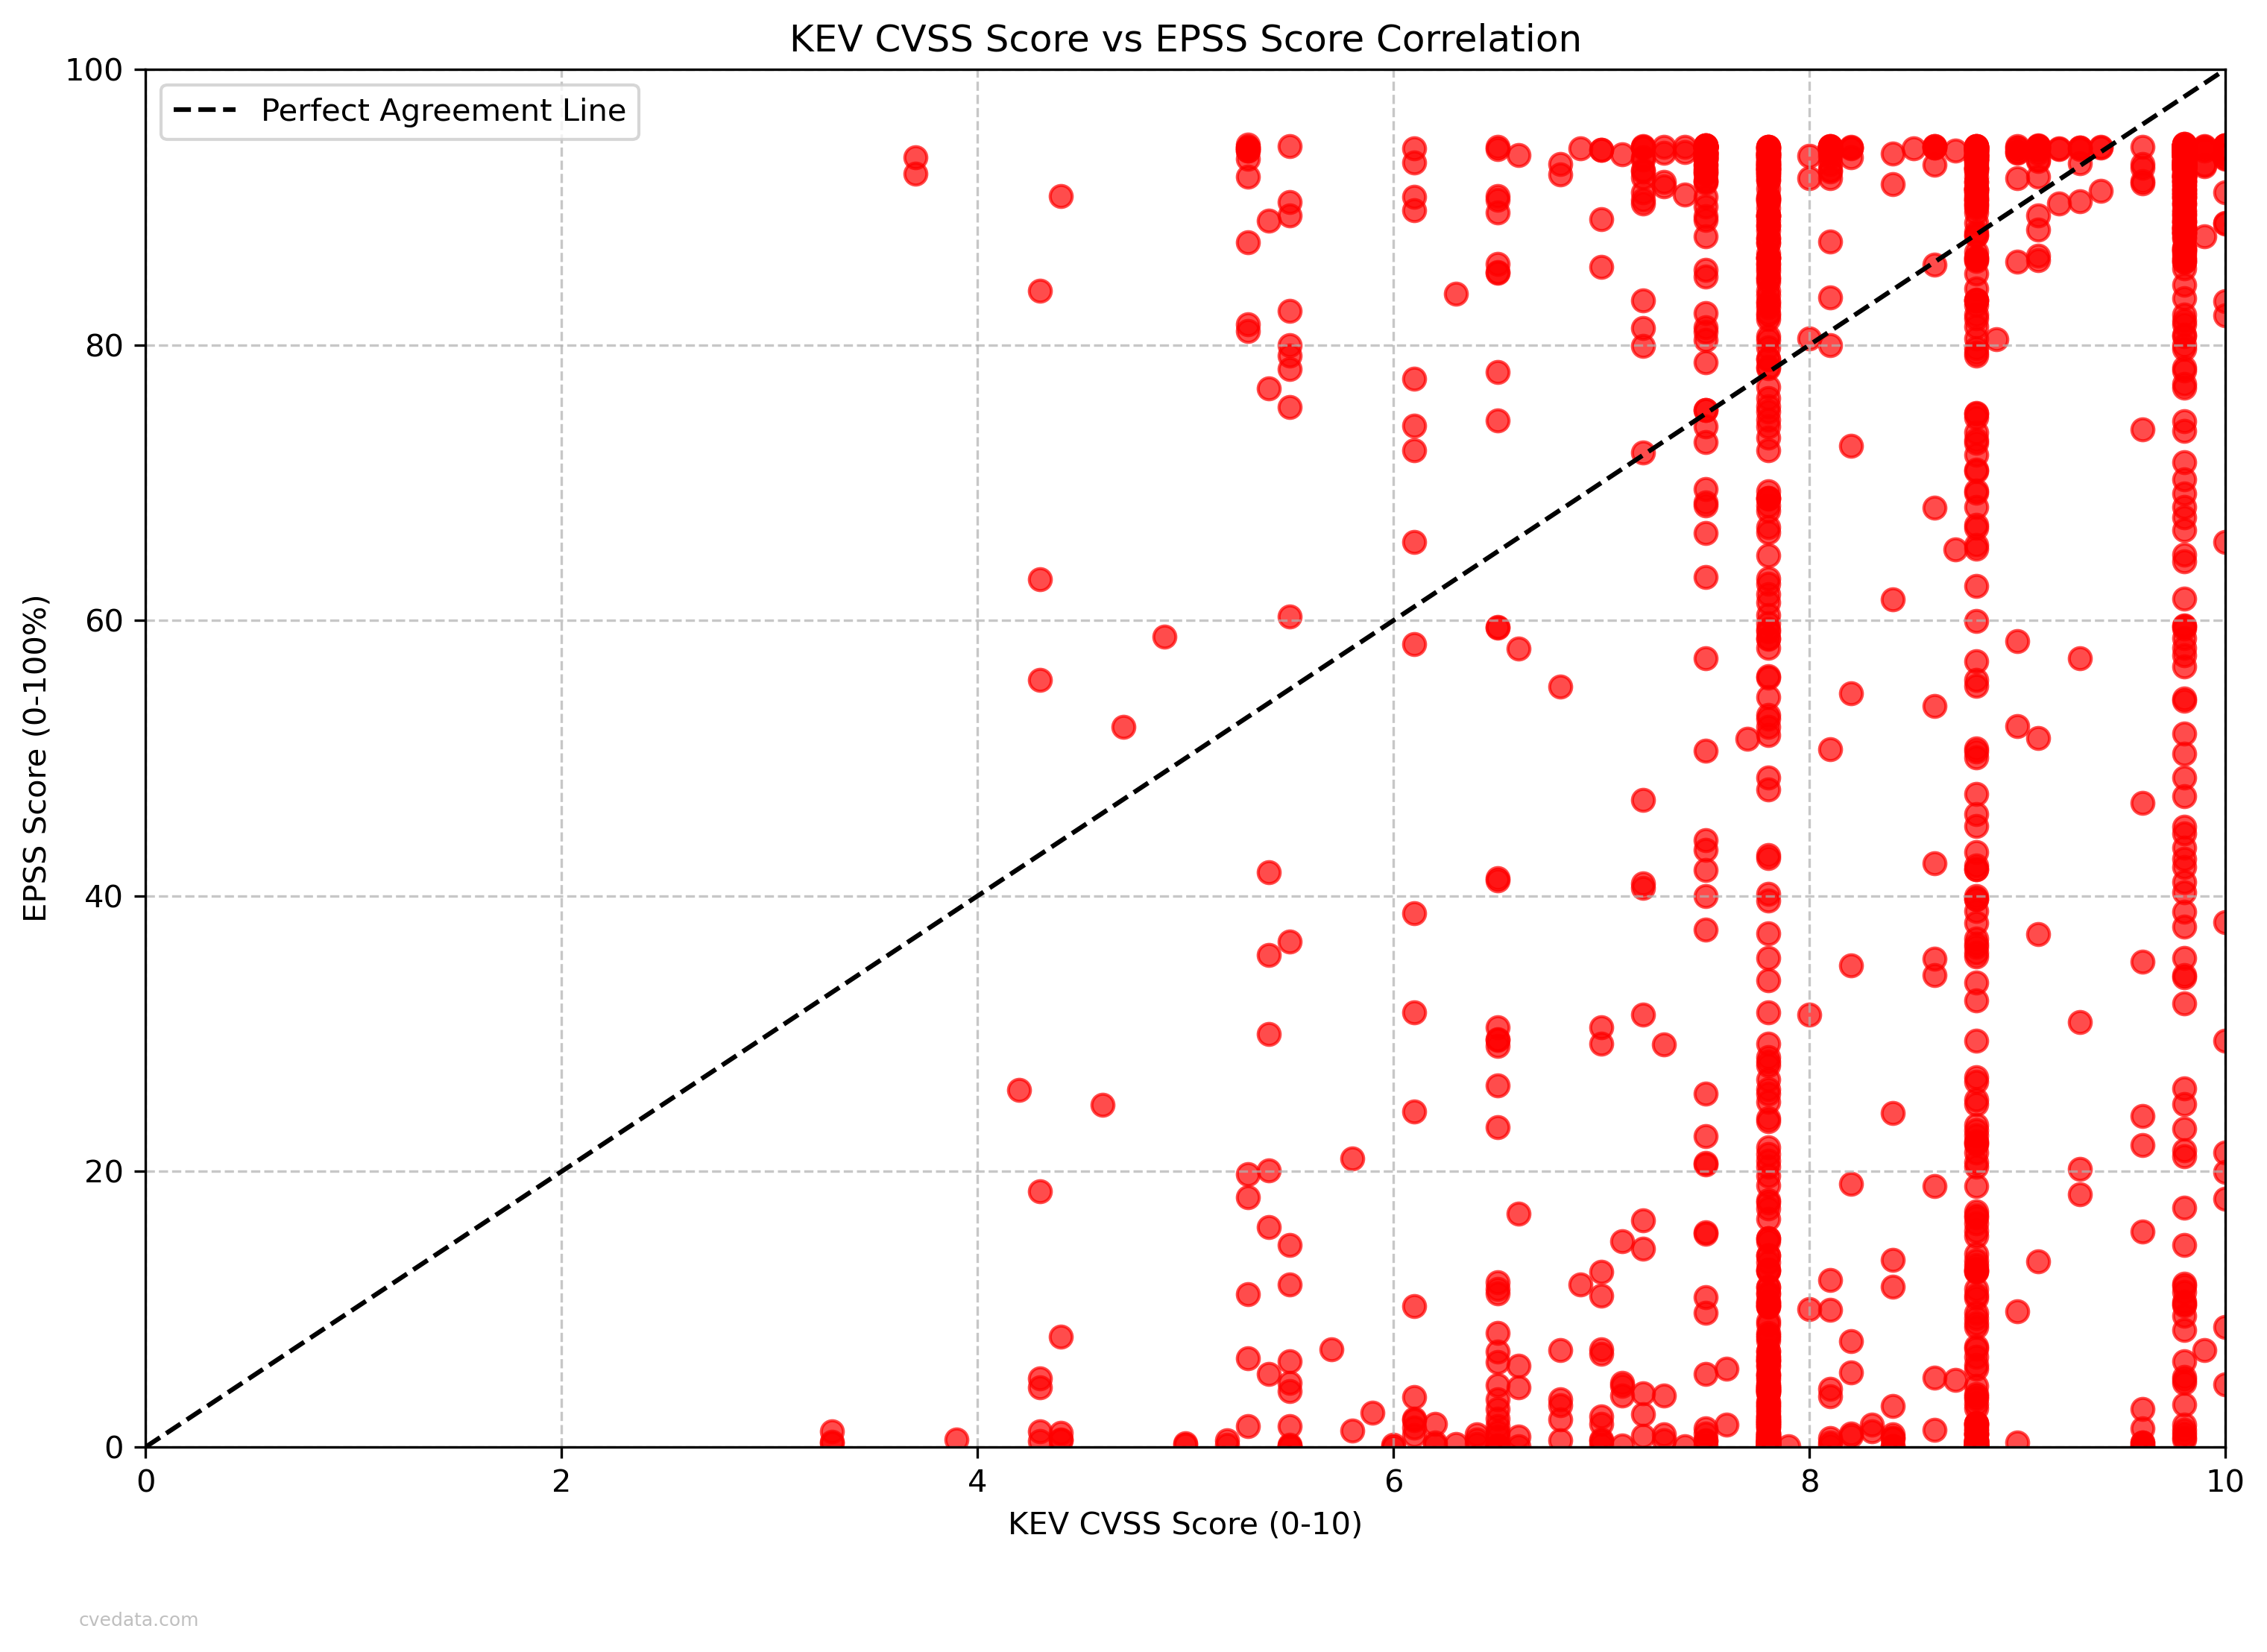 KEV CVSS Score vs EPSS Score Correlation
Perfect Agreement Line
EPSS Score (0-100%)
100
80
60
40
20
0
0 2 4 6 8 10
KEV CVSS Score (0-10)
cvedata.com